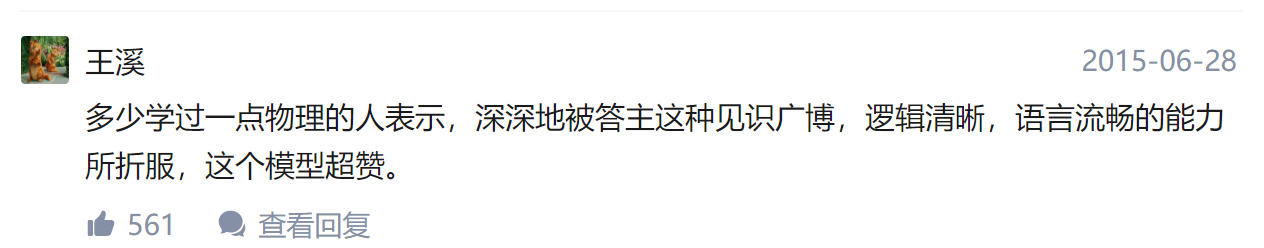 王溪
2015-06-28
多少学过一点物理的人表示，深深地被答主这种见识广博，逻辑清晰，语言流畅的能力
所折服，这个模型超赞。
561 查看回复